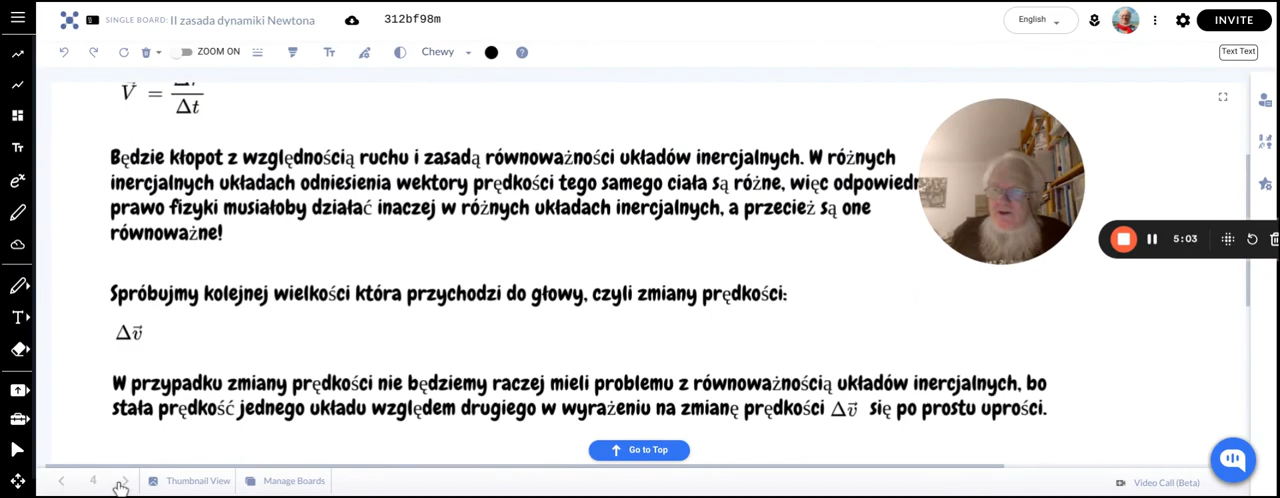 SINGLE BOARD: II zasada dynamiki Newtona
312bf98m
English
INVITE
ZOOM ON
Chewy
Text Text
V⃗ = / Δt
Będzie kłopot z względnością ruchu i zasadą równoważności układów inercjalnych. W różnych
inercjalnych układach odniesienia wektory prędkości tego samego ciała są różne, więc
prawo fizyki musiałoby działać inaczej w różnych układach inercjalnych, a przecież są one
równoważne!
5:03
Spróbujmy kolejnej wielkości która przychodzi do głowy, czyli zmiany prędkości:
Δv⃗
W przypadku zmiany prędkości nie będziemy raczej mieli problemu z równoważnością układów inercjalnych, bo
stała prędkość jednego układu względem drugiego w wyrażeniu na zmianę prędkości Δv⃗ się po prostu uprości.
Go to Top
4
Thumbnail View
Manage Boards
Video Call (Beta)